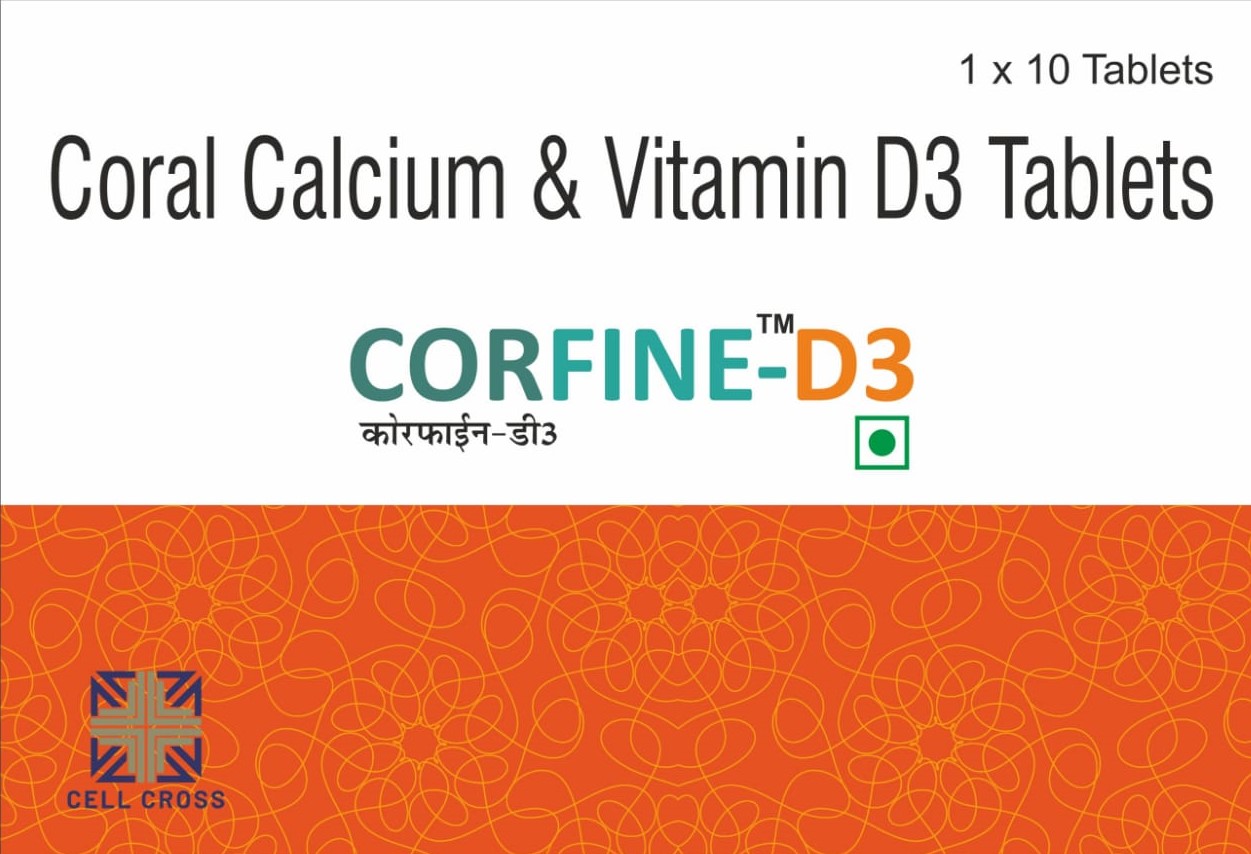 1 x 10 Tablets
Coral Calcium & Vitamin D3 Tablets
CORFINE-D3™
कोरफाईन-डी3
CELL CROSS